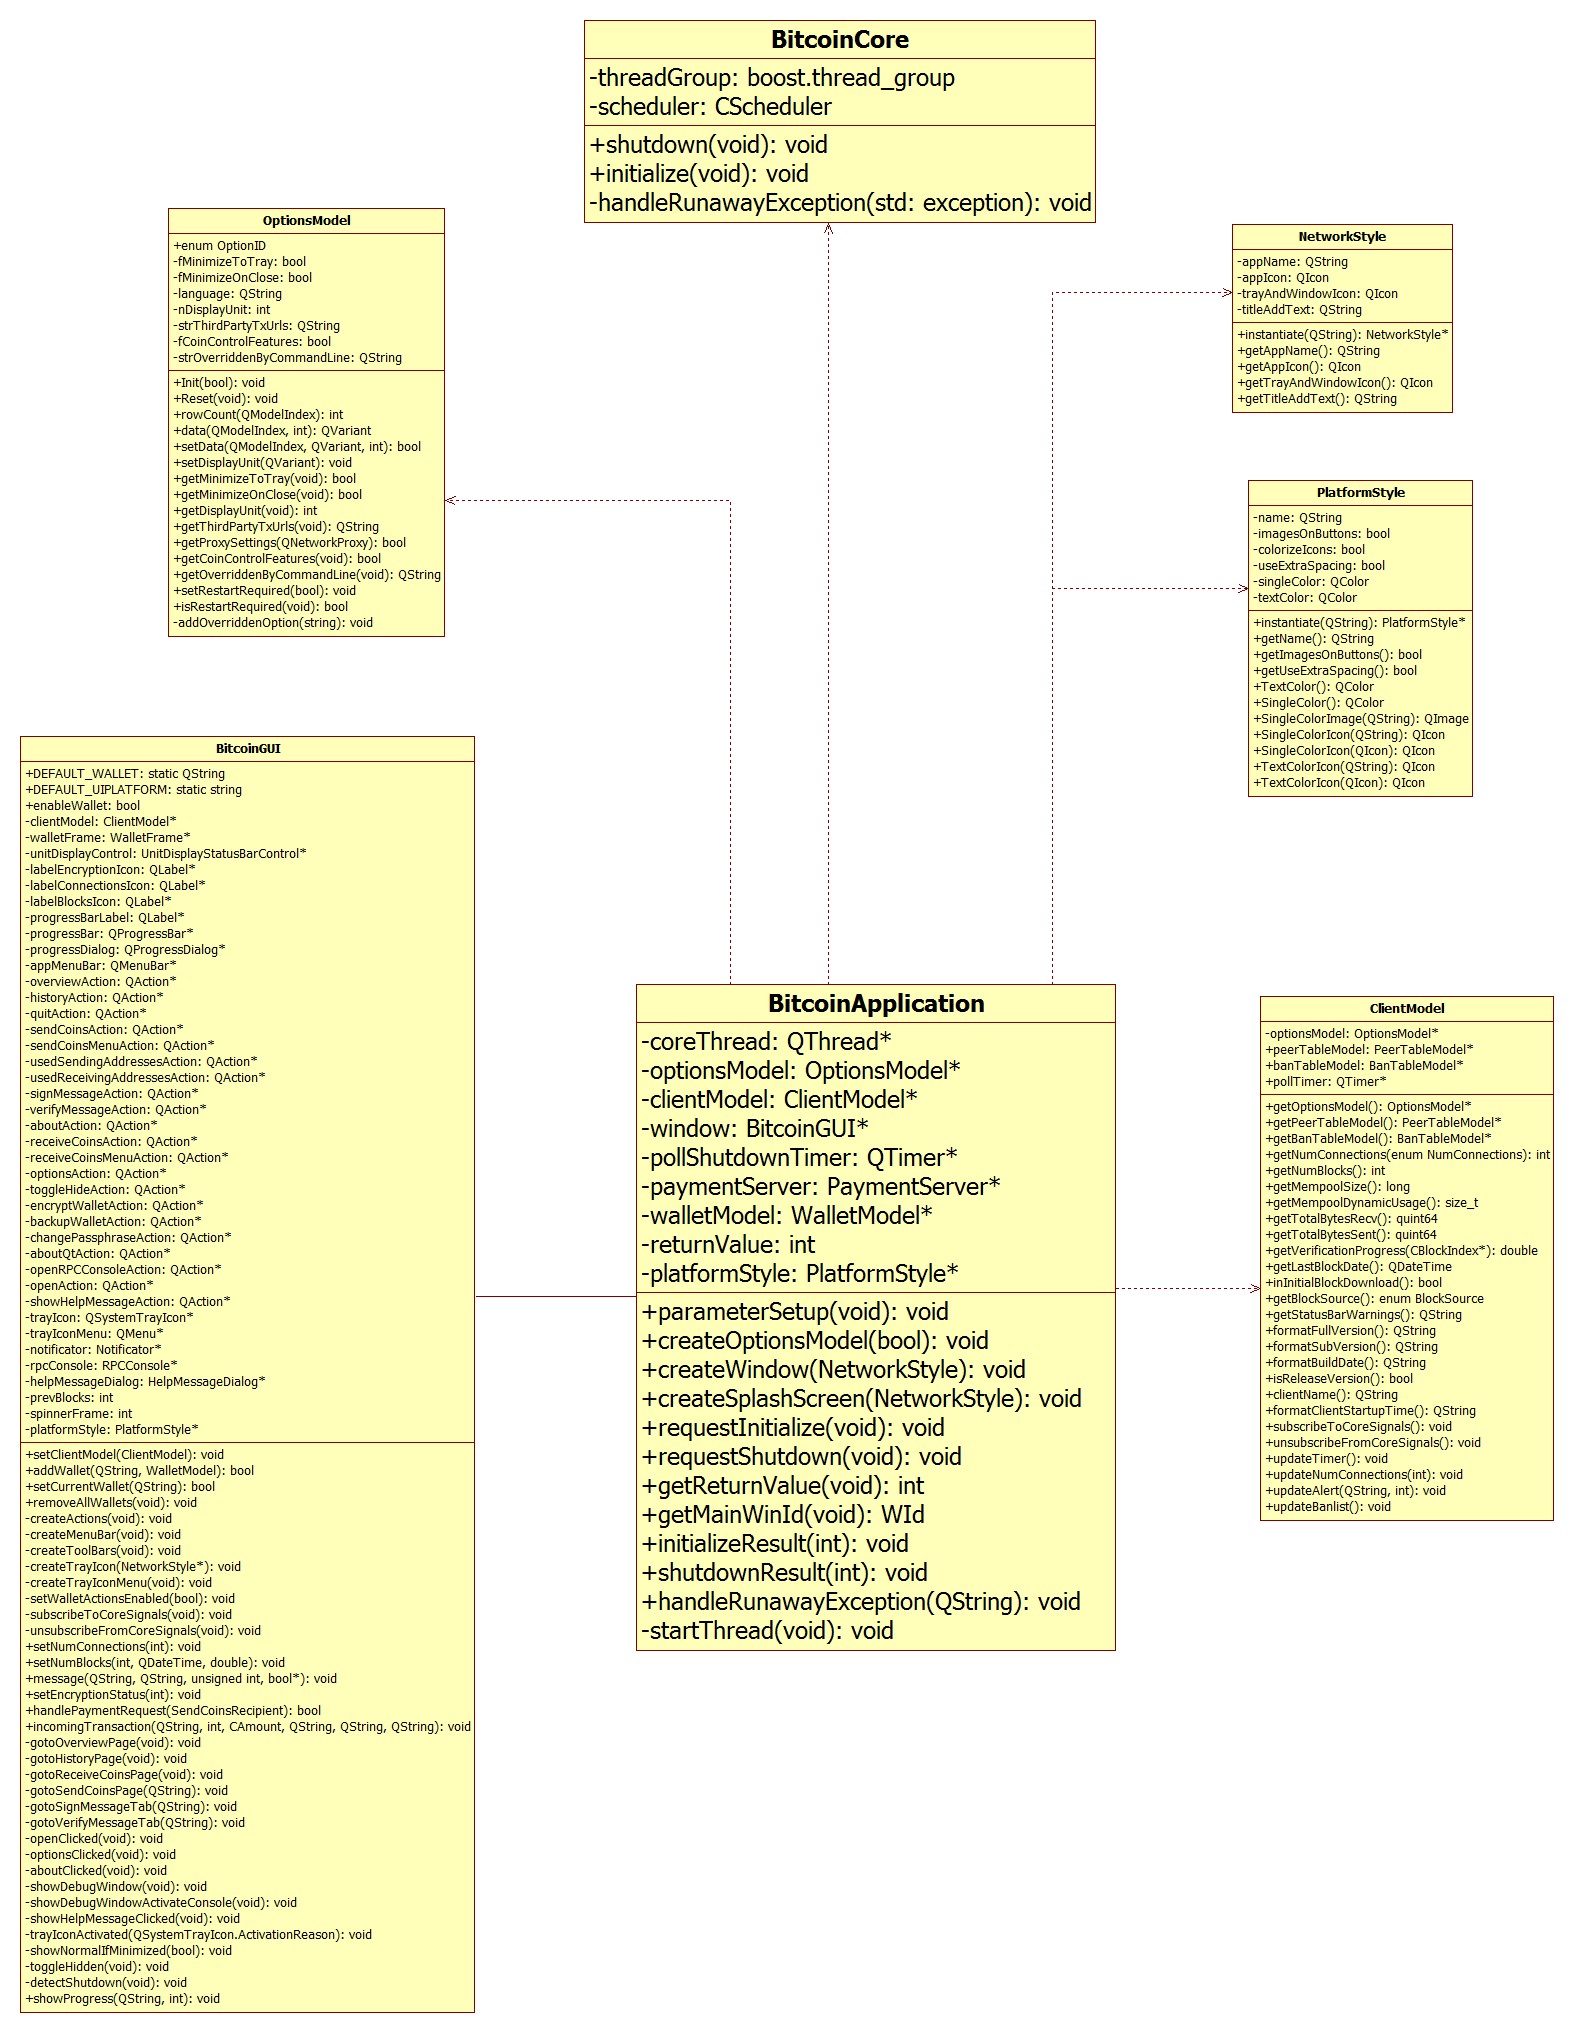 BitcoinCore
-threadGroup: boost.thread_group
-scheduler: CScheduler
+shutdown(void): void
+initialize(void): void
-handleRunawayException(std: exception): void
OptionsModel
+enum OptionID
-fMinimizeToTray: bool
-fMinimizeOnClose: bool
-language: QString
-nDisplayUnit: int
-strThirdPartyTxUrls: QString
-fCoinControlFeatures: bool
-strOverriddenByCommandLine: QString
+Init(bool): void
+Reset(void): void
+rowCount(QModelIndex): int
+data(QModelIndex, int): QVariant
+setData(QModelIndex, QVariant, int): bool
+setDisplayUnit(QVariant): void
+getMinimizeToTray(void): bool
+getMinimizeOnClose(void): bool
+getDisplayUnit(void): int
+getThirdPartyTxUrls(void): QString
+getProxySettings(QNetworkProxy): bool
+getCoinControlFeatures(void): bool
+getOverriddenByCommandLine(void): QString
+setRestartRequired(bool): void
+isRestartRequired(void): bool
-addOverriddenOption(string): void
NetworkStyle
-appName: QString
-appIcon: QIcon
-trayAndWindowIcon: QIcon
-titleAddText: QString
+instantiate(QString): NetworkStyle*
+getAppName(): QString
+getAppIcon(): QIcon
+getTrayAndWindowIcon(): QIcon
+getTitleAddText(): QString
PlatformStyle
-name: QString
-imagesOnButtons: bool
-colorizeIcons: bool
-useExtraSpacing: bool
-singleColor: QColor
-textColor: QColor
+instantiate(QString): PlatformStyle*
+getName(): QString
+getImagesOnButtons(): bool
+getUseExtraSpacing(): bool
+TextColor(): QColor
+SingleColor(): QColor
+SingleColorImage(QString): QImage
+SingleColorIcon(QString): QIcon
+SingleColorIcon(QIcon): QIcon
+TextColorIcon(QString): QIcon
+TextColorIcon(QIcon): QIcon
BitcoinGUI
+DEFAULT_WALLET: static QString
+DEFAULT_UIPLATFORM: static string
+enableWallet: bool
-clientModel: ClientModel*
-walletFrame: WalletFrame*
-unitDisplayControl: UnitDisplayStatusBarControl*
-labelEncryptionIcon: QLabel*
-labelConnectionsIcon: QLabel*
-labelBlocksIcon: QLabel*
-progressBarLabel: QLabel*
-progressBar: QProgressBar*
-progressDialog: QProgressDialog*
-appMenuBar: QMenuBar*
-overviewAction: QAction*
-historyAction: QAction*
-quitAction: QAction*
-sendCoinsAction: QAction*
-sendCoinsMenuAction: QAction*
-usedSendingAddressesAction: QAction*
-usedReceivingAddressesAction: QAction*
-signMessageAction: QAction*
-verifyMessageAction: QAction*
-aboutAction: QAction*
-receiveCoinsAction: QAction*
-receiveCoinsMenuAction: QAction*
-optionsAction: QAction*
-toggleHideAction: QAction*
-encryptWalletAction: QAction*
-backupWalletAction: QAction*
-changePassphraseAction: QAction*
-aboutQtAction: QAction*
-openRPCConsoleAction: QAction*
-openAction: QAction*
-showHelpMessageAction: QAction*
-trayIcon: QSystemTrayIcon*
-trayIconMenu: QMenu*
-notificator: Notificator*
-rpcConsole: RPCConsole*
-helpMessageDialog: HelpMessageDialog*
-prevBlocks: int
-spinnerFrame: int
-platformStyle: PlatformStyle*
+setClientModel(ClientModel): void
+addWallet(QString, WalletModel): bool
+setCurrentWallet(QString): bool
+removeAllWallets(void): void
-createActions(void): void
-createMenuBar(void): void
-createToolBars(void): void
-createTrayIcon(NetworkStyle*): void
-createTrayIconMenu(void): void
-setWalletActionsEnabled(bool): void
-subscribeToCoreSignals(void): void
-unsubscribeFromCoreSignals(void): void
+setNumConnections(int): void
+setNumBlocks(int, QDateTime, double): void
+message(QString, QString, unsigned int, bool*): void
+setEncryptionStatus(int): void
+handlePaymentRequest(SendCoinsRecipient): bool
+incomingTransaction(QString, int, CAmount, QString, QString, QString): void
-gotoOverviewPage(void): void
-gotoHistoryPage(void): void
-gotoReceiveCoinsPage(void): void
-gotoSendCoinsPage(QString): void
-gotoSignMessageTab(QString): void
-gotoVerifyMessageTab(QString): void
-openClicked(void): void
-optionsClicked(void): void
-aboutClicked(void): void
-showDebugWindow(void): void
-showDebugWindowActivateConsole(void): void
-showHelpMessageClicked(void): void
-trayIconActivated(QSystemTrayIcon.ActivationReason): void
-showNormalIfMinimized(bool): void
-toggleHidden(void): void
-detectShutdown(void): void
+showProgress(QString, int): void
BitcoinApplication
-coreThread: QThread*
-optionsModel: OptionsModel*
-clientModel: ClientModel*
-window: BitcoinGUI*
-pollShutdownTimer: QTimer*
-paymentServer: PaymentServer*
-walletModel: WalletModel*
-returnValue: int
-platformStyle: PlatformStyle*
+parameterSetup(void): void
+createOptionsModel(bool): void
+createWindow(NetworkStyle): void
+createSplashScreen(NetworkStyle): void
+requestInitialize(void): void
+requestShutdown(void): void
+getReturnValue(void): int
+getMainWinId(void): WId
+initializeResult(int): void
+shutdownResult(int): void
+handleRunawayException(QString): void
-startThread(void): void
ClientModel
-optionsModel: OptionsModel*
+peerTableModel: PeerTableModel*
+banTableModel: BanTableModel*
+pollTimer: QTimer*
+getOptionsModel(): OptionsModel*
+getPeerTableModel(): PeerTableModel*
+getBanTableModel(): BanTableModel*
+getNumConnections(enum NumConnections): int
+getNumBlocks(): int
+getMempoolSize(): long
+getMempoolDynamicUsage(): size_t
+getTotalBytesRecv(): quint64
+getTotalBytesSent(): quint64
+getVerificationProgress(CBlockIndex*): double
+getLastBlockDate(): QDateTime
+inInitialBlockDownload(): bool
+getBlockSource(): enum BlockSource
+getStatusBarWarnings(): QString
+formatFullVersion(): QString
+formatSubVersion(): QString
+formatBuildDate(): QString
+isReleaseVersion(): bool
+clientName(): QString
+formatClientStartupTime(): QString
+subscribeToCoreSignals(): void
+unsubscribeFromCoreSignals(): void
+updateTimer(): void
+updateNumConnections(int): void
+updateAlert(QString, int): void
+updateBanlist(): void